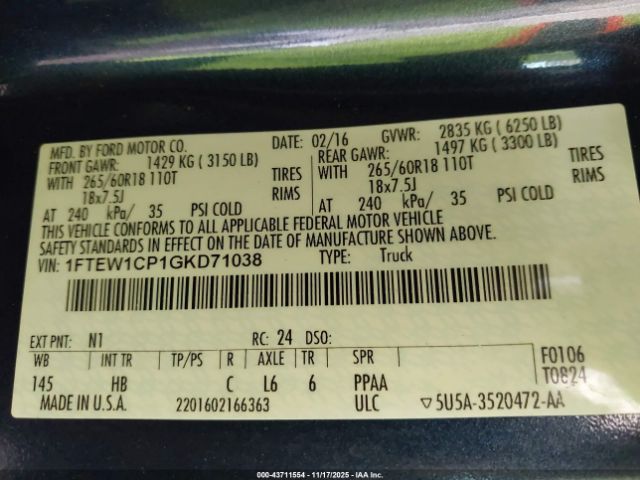 MFD. BY FORD MOTOR CO. DATE: 02/16 GVWR: 2835 KG ( 6250 LB)
FRONT GAWR: 1429 KG ( 3150 LB) REAR GAWR: 1497 KG ( 3300 LB)
WITH 265/60R18 110T TIRES WITH 265/60R18 110T TIRES
18x7.5J RIMS 18x7.5J RIMS
AT 240 kPa/ 35 PSI COLD AT 240 kPa/ 35 PSI COLD
THIS VEHICLE CONFORMS TO ALL APPLICABLE FEDERAL MOTOR VEHICLE
SAFETY STANDARDS IN EFFECT ON THE DATE OF MANUFACTURE SHOWN ABOVE.
VIN: 1FTEW1CP1GKD71038 TYPE: Truck
EXT PNT: N1 RC: 24 DSO:
WB INT TR TP/PS R AXLE TR SPR F0106
145 HB C L6 6 PPAA T0824
MADE IN U.S.A. 2201602166363 ULC ▽5U5A-3520472-AA
000-43711554 - 11/17/2025 - IAA Inc.